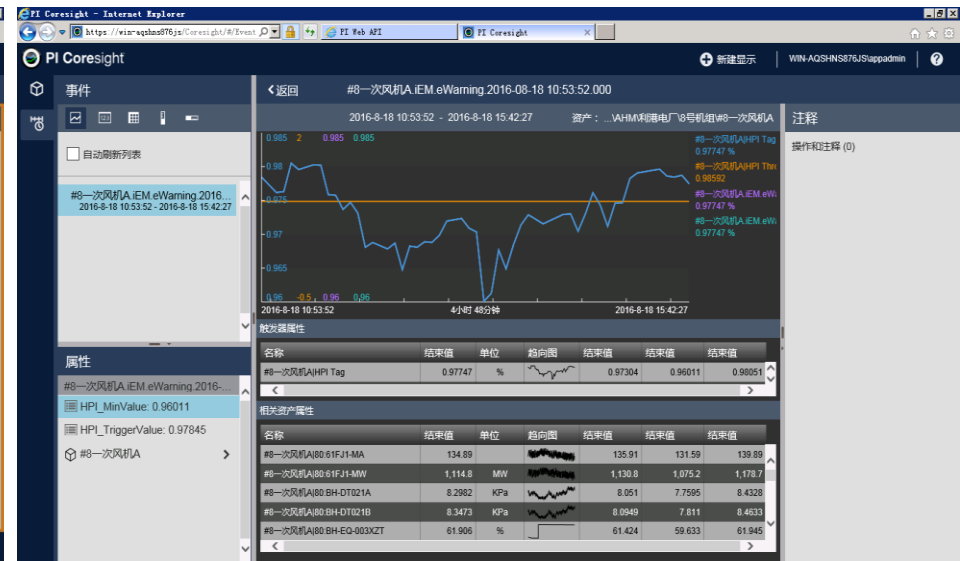 PI Coresight - Internet Explorer
https://win-aqshns876js/Coresight/#/Event
PI Web API
PI Coresight
PI Coresight
新建显示
WIN-AQSHNS876JS\appadmin
事件
返回
#8一次风机A.iEM.eWarning.2016-08-18 10:53:52.000
2016-8-18 10:53:52 - 2016-8-18 15:42:27
资产： ...\AHM\利港电厂\8号机组\#8一次风机A
注释
自动刷新列表
操作和注释 (0)
#8一次风机A.iEM.eWarning.2016...
2016-8-18 10:53:52 - 2016-8-18 15:42:27
0.985 2 0.985 0.985
0.98
0.975
0.97
0.965
0.96 -0.5 0.96 0.96
#8一次风机A|HPI Tag
0.97747 %
#8一次风机A|HPI Thre
0.98592
#8一次风机A.iEM.eWa
0.97747 %
#8一次风机A.iEM.eWa
0.97747 %
2016-8-18 10:53:52
4小时 48分钟
2016-8-18 15:42:27
触发器属性
名称 结束值 单位 趋向图 结束值 结束值 结束值
#8一次风机A|HPI Tag 0.97747 % 0.97304 0.96011 0.98051
属性
#8一次风机A.iEM.eWarning.2016-...
HPI_MinValue: 0.96011
HPI_TriggerValue: 0.97845
#8一次风机A
相关资产属性
名称 结束值 单位 趋向图 结束值 结束值 结束值
#8一次风机A|80:61FJ1-MA 134.89 135.91 131.59 139.89
#8一次风机A|80:61FJ1-MW 1,114.8 MW 1,130.8 1,075.2 1,178.7
#8一次风机A|80:BH-DT021A 8.2982 KPa 8.051 7.7595 8.4328
#8一次风机A|80:BH-DT021B 8.3473 KPa 8.0949 7.811 8.4633
#8一次风机A|80:BH-EQ-003XZT 61.906 % 61.424 59.633 61.945